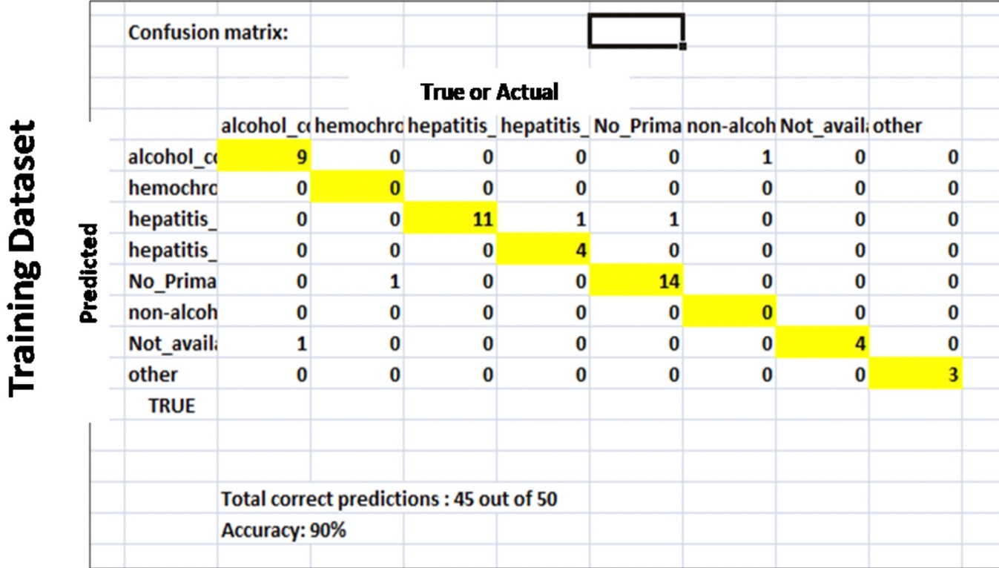 Training Dataset
Predicted
Confusion matrix:
True or Actual
alcohol_co hemochro hepatitis_ hepatitis_ No_Prima non-alcoh Not_availa other
alcohol_co 9 0 0 0 0 1 0 0
hemochro 0 0 0 0 0 0 0 0
hepatitis_ 0 0 11 1 1 0 0 0
hepatitis_ 0 0 0 4 0 0 0 0
No_Prima 0 1 0 0 14 0 0 0
non-alcoh 0 0 0 0 0 0 0 0
Not_availa 1 0 0 0 0 0 4 0
other 0 0 0 0 0 0 0 3
TRUE
Total correct predictions : 45 out of 50
Accuracy: 90%